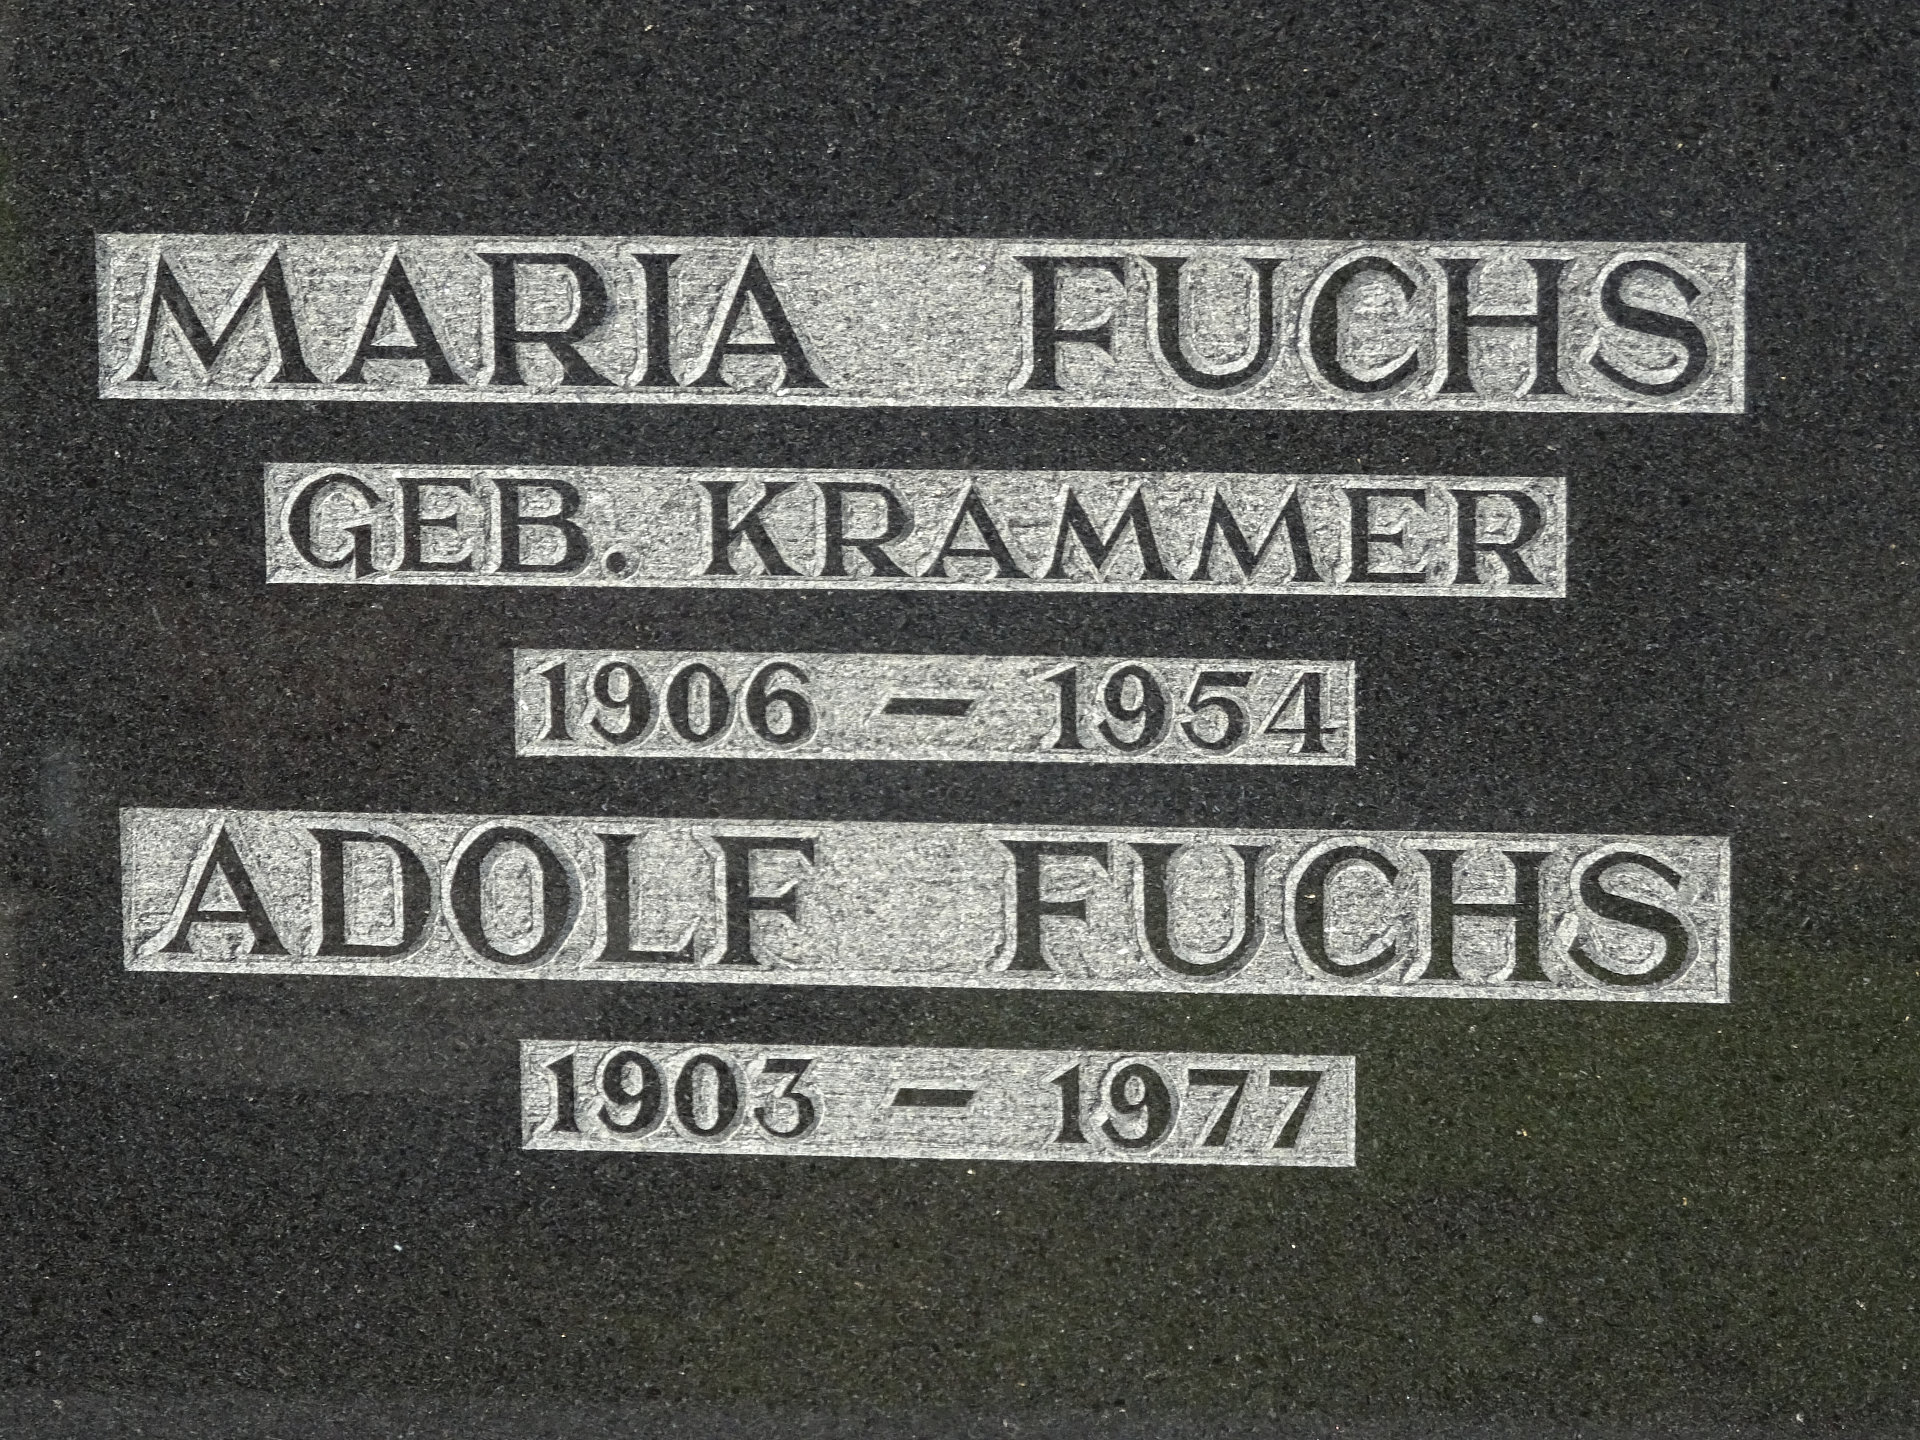 MARIA FUCHS
GEB. KRAMMER
1906 – 1954
ADOLF FUCHS
1903 – 1977